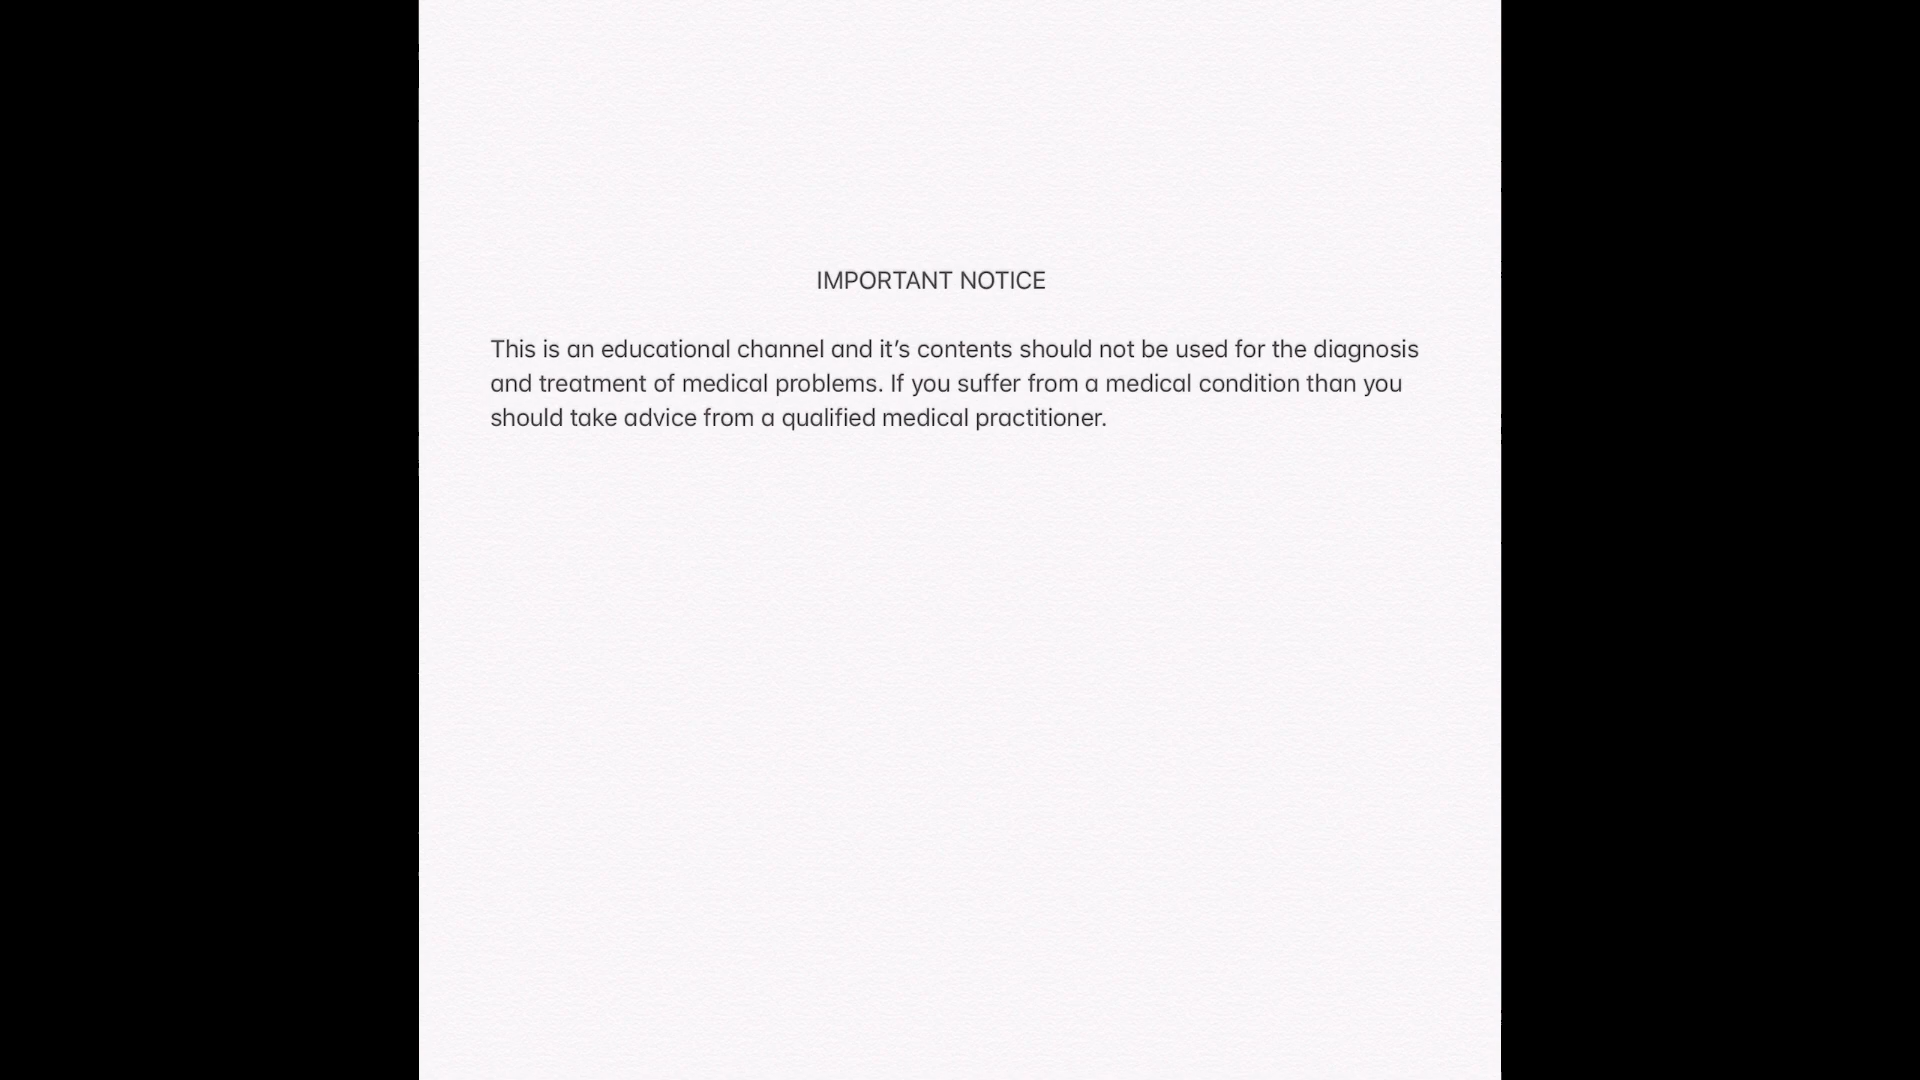 IMPORTANT NOTICE
This is an educational channel and it’s contents should not be used for the diagnosis
and treatment of medical problems. If you suffer from a medical condition than you
should take advice from a qualified medical practitioner.